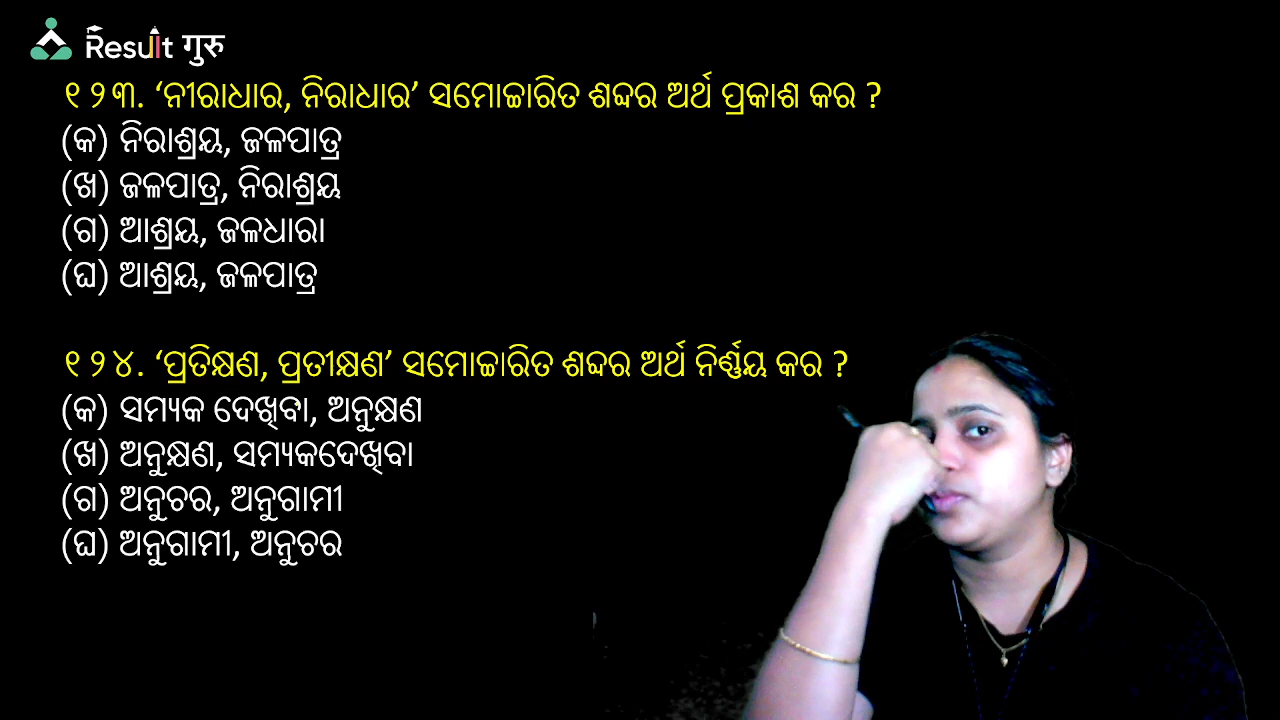 Result गुरु
୧୨୩. ‘ନୀରାଧାର, ନିରାଧାର’ ସମୋଚ୍ଚାରିତ ଶବ୍ଦର ଅର୍ଥ ପ୍ରକାଶ କର ?
(କ) ନିରାଶ୍ରୟ, ଜଳପାତ୍ର
(ଖ) ଜଳପାତ୍ର, ନିରାଶ୍ରୟ
(ଗ) ଆଶ୍ରୟ, ଜଳଧାରା
(ଘ) ଆଶ୍ରୟ, ଜଳପାତ୍ର
୧୨୪. ‘ପ୍ରତିକ୍ଷଣ, ପ୍ରତୀକ୍ଷଣ’ ସମୋଚ୍ଚାରିତ ଶବ୍ଦର ଅର୍ଥ ନିର୍ଣ୍ଣୟ କର ?
(କ) ସମ୍ୟକ ଦେଖିବା, ଅନୁକ୍ଷଣ
(ଖ) ଅନୁକ୍ଷଣ, ସମ୍ୟକଦେଖିବା
(ଗ) ଅନୁଚର, ଅନୁଗାମୀ
(ଘ) ଅନୁଗାମୀ, ଅନୁଚର